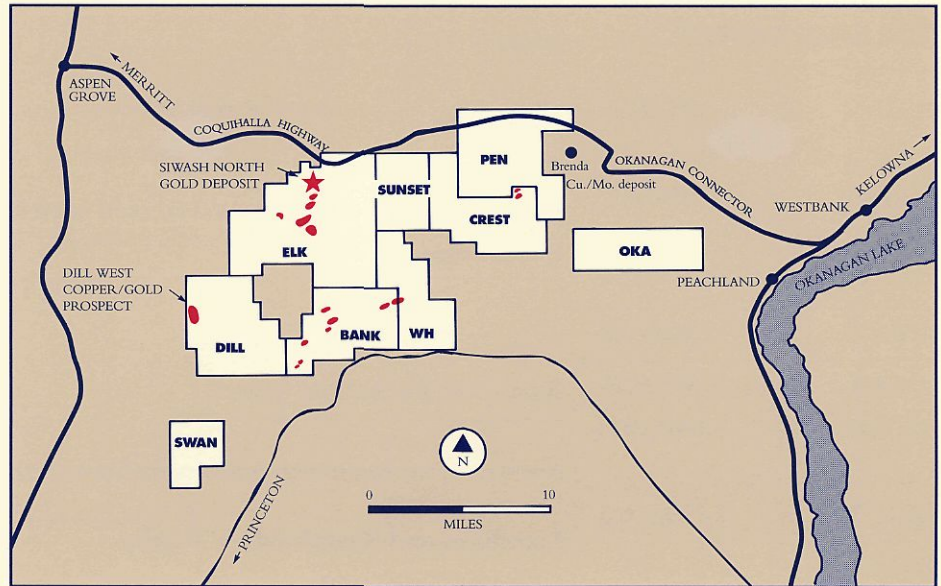 ASPEN
GROVE
MERRITT
COQUIHALLA HIGHWAY
SIWASH NORTH
GOLD DEPOSIT
PEN
Brenda
Cu./Mo. deposit
OKANAGAN CONNECTOR
KELOWNA
WESTBANK
SUNSET
CREST
ELK
OKA
PEACHLAND
OKANAGAN LAKE
DILL WEST
COPPER/GOLD
PROSPECT
DILL
BANK
WH
SWAN
N
PRINCETON
0 10
MILES